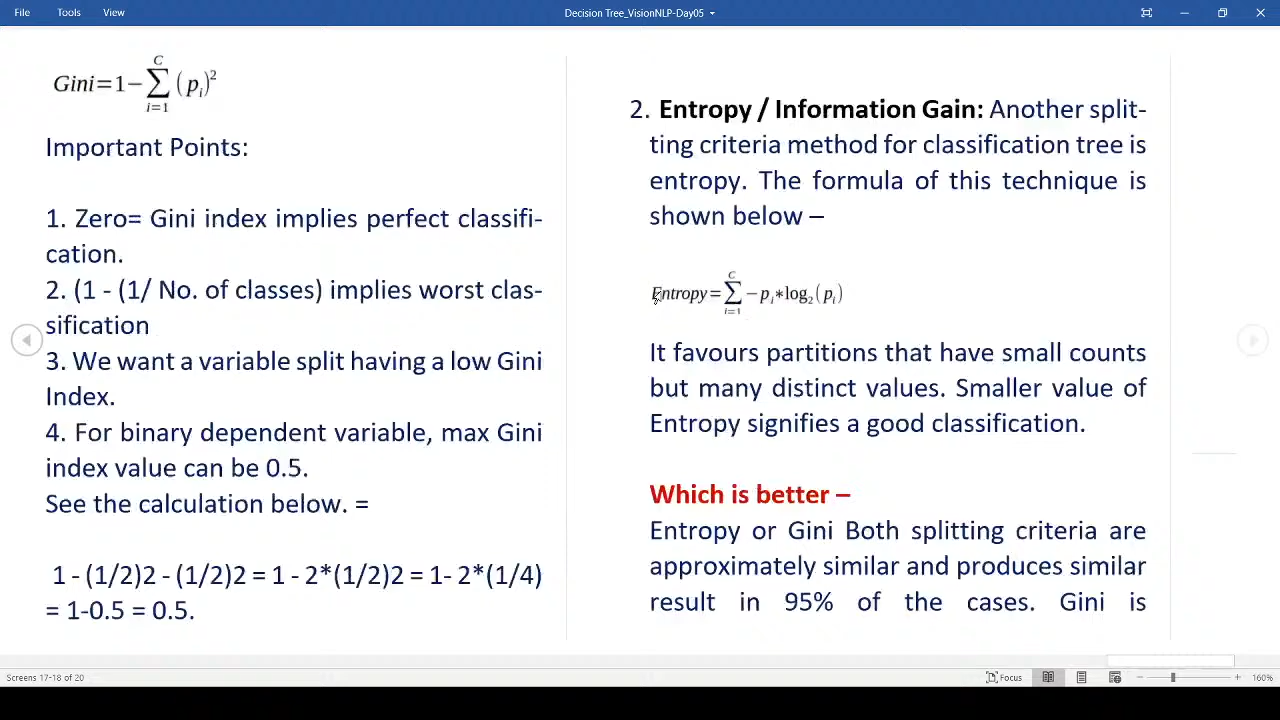 File Tools View Decision Tree_VisionNLP-Day05
Gini=1−∑(pᵢ)²
C
i=1
Important Points:
1. Zero= Gini index implies perfect classifi-
cation.
2. (1 - (1/ No. of classes) implies worst clas-
sification
3. We want a variable split having a low Gini
Index.
4. For binary dependent variable, max Gini
index value can be 0.5.
See the calculation below. =
1 - (1/2)2 - (1/2)2 = 1 - 2*(1/2)2 = 1- 2*(1/4)
= 1-0.5 = 0.5.
2. Entropy / Information Gain: Another split-
ting criteria method for classification tree is
entropy. The formula of this technique is
shown below –
C
Entropy=∑−pᵢ∗log₂(pᵢ)
i=1
It favours partitions that have small counts
but many distinct values. Smaller value of
Entropy signifies a good classification.
Which is better –
Entropy or Gini Both splitting criteria are
approximately similar and produces similar
result in 95% of the cases. Gini is
Screens 17-18 of 20 Focus 160%